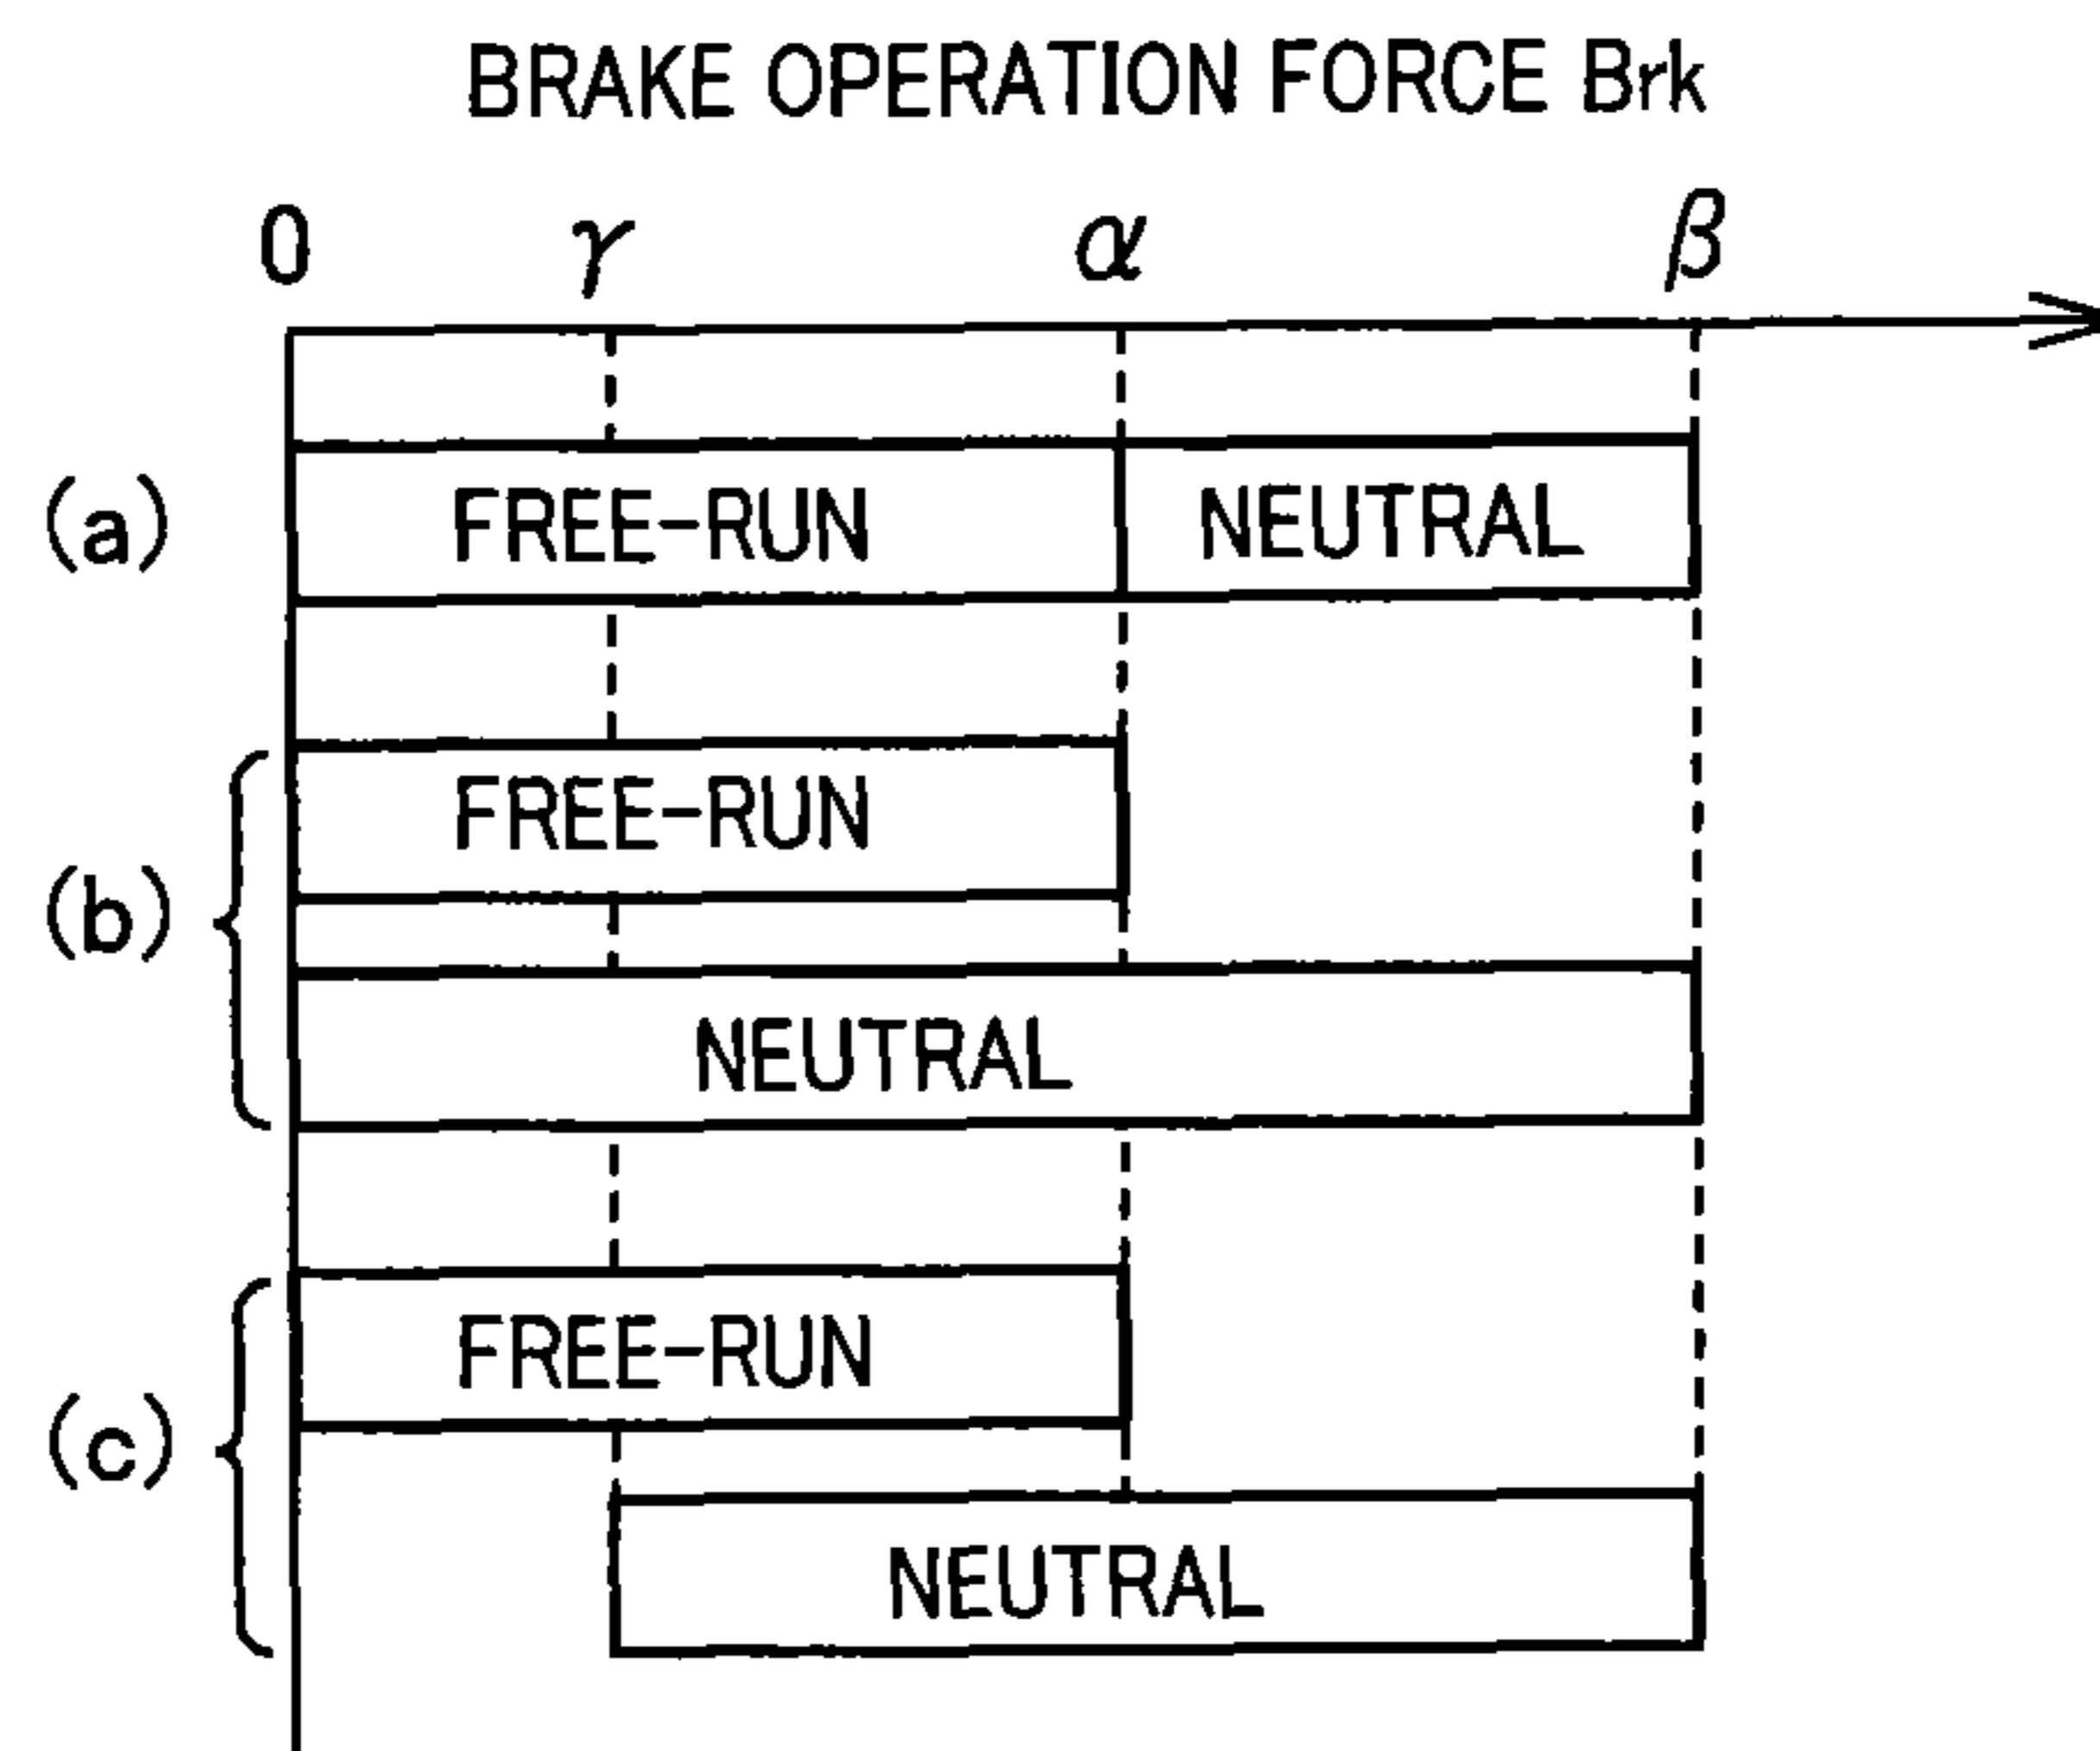 BRAKE OPERATION FORCE Brk
0 γ α β
(a) FREE-RUN NEUTRAL
FREE-RUN
(b)
NEUTRAL
FREE-RUN
(c)
NEUTRAL